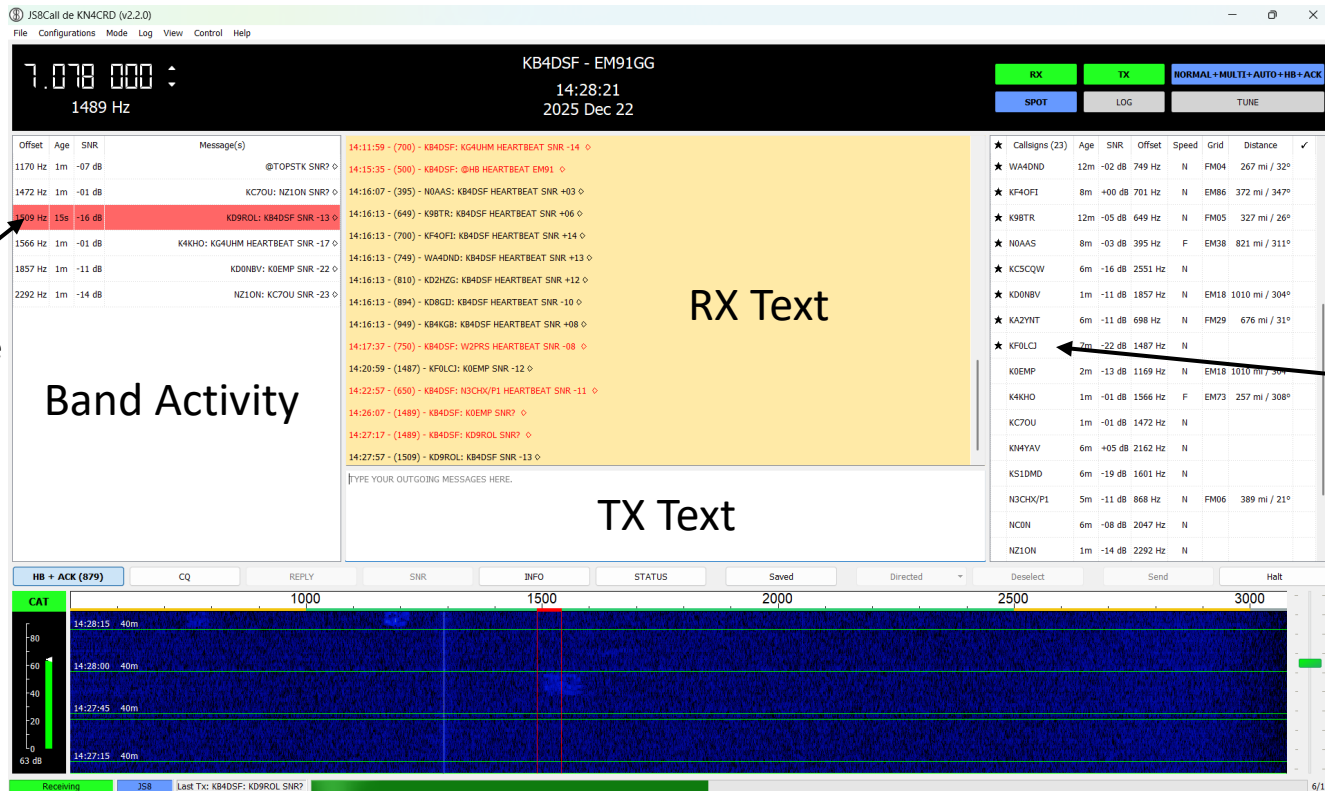 JS8Call de KN4CRD (v2.2.0)
File Configurations Mode Log View Control Help
7.078 000
1489 Hz
KB4DSF - EM91GG
14:28:21
2025 Dec 22
RX TX NORMAL+MULTI+AUTO+HB+ACK
SPOT LOG TUNE
Offset Age SNR Message(s)
1170 Hz 1m -07 dB @TOPSTK SNR? ◇
1472 Hz 1m -01 dB KC7OU: NZ1ON SNR? ◇
1509 Hz 15s -16 dB KD9ROL: KB4DSF SNR -13 ◇
1566 Hz 1m -01 dB K4KHO: KG4UHM HEARTBEAT SNR -17 ◇
1857 Hz 1m -11 dB KD0NBV: K0EMP SNR -22 ◇
2292 Hz 1m -14 dB NZ1ON: KC7OU SNR -23 ◇
Band Activity
14:11:59 - (700) - KB4DSF: KG4UHM HEARTBEAT SNR -14 ◇
14:15:35 - (500) - KB4DSF: @HB HEARTBEAT EM91 ◇
14:16:07 - (395) - N0AAS: KB4DSF HEARTBEAT SNR +03 ◇
14:16:13 - (649) - K9BTR: KB4DSF HEARTBEAT SNR +06 ◇
14:16:13 - (700) - KF4OFI: KB4DSF HEARTBEAT SNR +14 ◇
14:16:13 - (749) - WA4DND: KB4DSF HEARTBEAT SNR +13 ◇
14:16:13 - (810) - KD2HZG: KB4DSF HEARTBEAT SNR +12 ◇
14:16:13 - (894) - KD8GIJ: KB4DSF HEARTBEAT SNR -10 ◇
14:16:13 - (949) - KB4KGB: KB4DSF HEARTBEAT SNR +08 ◇
14:17:37 - (750) - KB4DSF: W2PRS HEARTBEAT SNR -08 ◇
14:20:59 - (1487) - KF0LCJ: K0EMP SNR -12 ◇
14:22:57 - (650) - KB4DSF: N3CHX/P1 HEARTBEAT SNR -11 ◇
14:26:07 - (1489) - KB4DSF: K0EMP SNR? ◇
14:27:17 - (1489) - KB4DSF: KD9ROL SNR? ◇
14:27:57 - (1509) - KD9ROL: KB4DSF SNR -13 ◇
RX Text
TYPE YOUR OUTGOING MESSAGES HERE.
TX Text
★ Callsigns (23) Age SNR Offset Speed Grid Distance ✓
★ WA4DND 12m -02 dB 749 Hz N FM04 267 mi / 32°
★ KF4OFI 8m +00 dB 701 Hz N EM86 372 mi / 347°
★ K9BTR 12m -05 dB 649 Hz N FM05 327 mi / 26°
★ N0AAS 8m -03 dB 395 Hz F EM38 821 mi / 311°
★ KC5CQW 6m -16 dB 2551 Hz N
★ KD0NBV 1m -11 dB 1857 Hz N EM18 1010 mi / 304°
★ KA2YNT 6m -11 dB 698 Hz N FM29 676 mi / 31°
★ KF0LCJ 7m -22 dB 1487 Hz N
K0EMP 2m -13 dB 1169 Hz N EM18 1010 mi / 304°
K4KHO 1m -01 dB 1566 Hz F EM73 257 mi / 308°
KC7OU 1m -01 dB 1472 Hz N
KN4YAV 6m +05 dB 2162 Hz N
KS1DMD 6m -19 dB 1601 Hz N
N3CHX/P1 5m -11 dB 868 Hz N FM06 389 mi / 21°
NC0N 6m -08 dB 2047 Hz N
NZ1ON 1m -14 dB 2292 Hz N
HB + ACK (879) CQ REPLY SNR INFO STATUS Saved Directed Deselect Send Halt
CAT
1000 1500 2000 2500 3000
14:28:15 40m
14:28:00 40m
14:27:45 40m
14:27:15 40m
80
60
40
20
0
63 dB
Receiving JS8 Last Tx: KB4DSF: KD9ROL SNR? 6/1